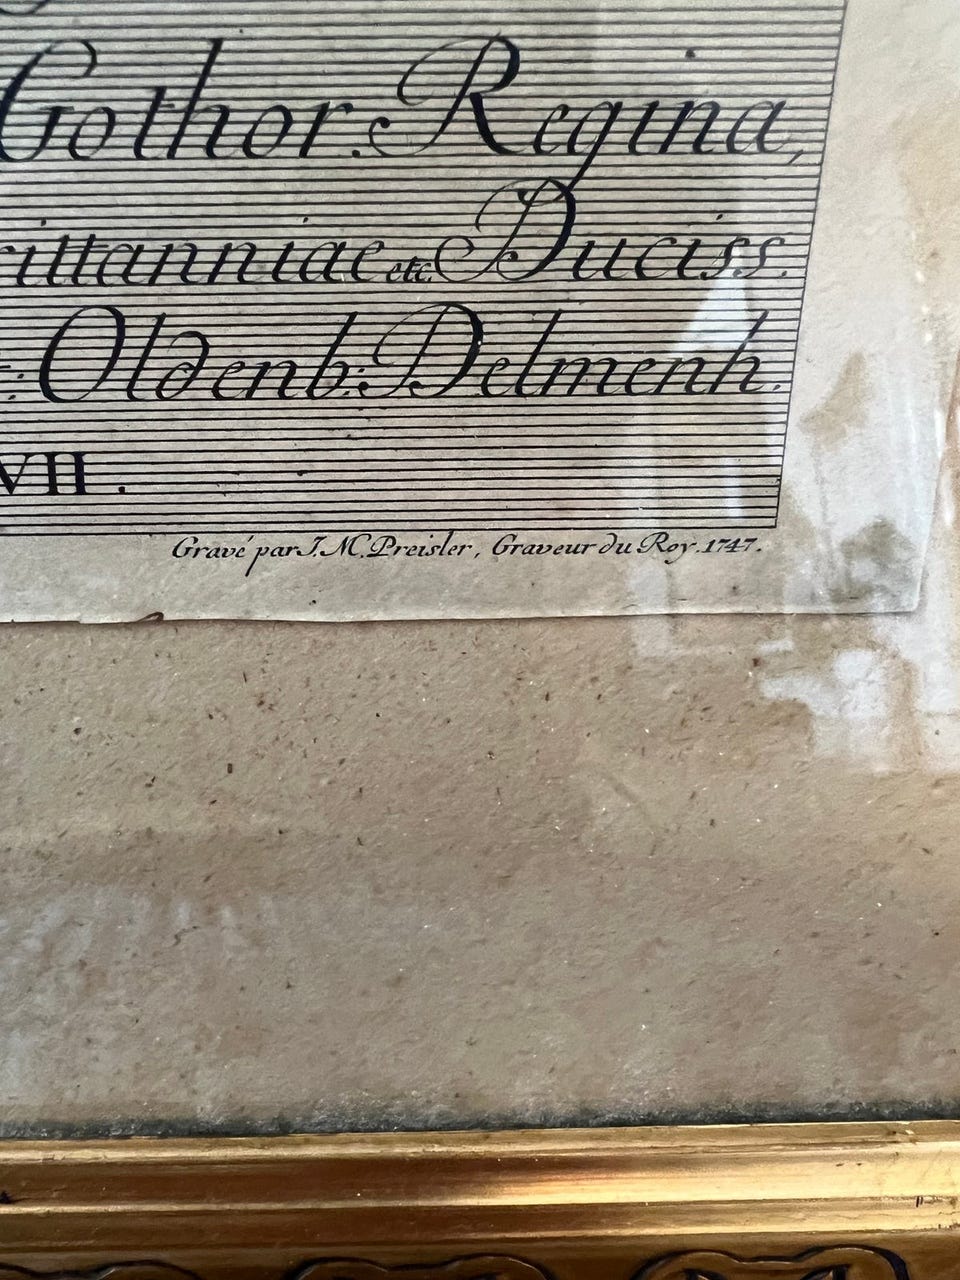 Gothor. Regina,
rittanniae etc. Duciss.
: Oldenb: Delmenh.
VII.
Gravé par J. M. Preisler, Graveur du Roy. 1747.